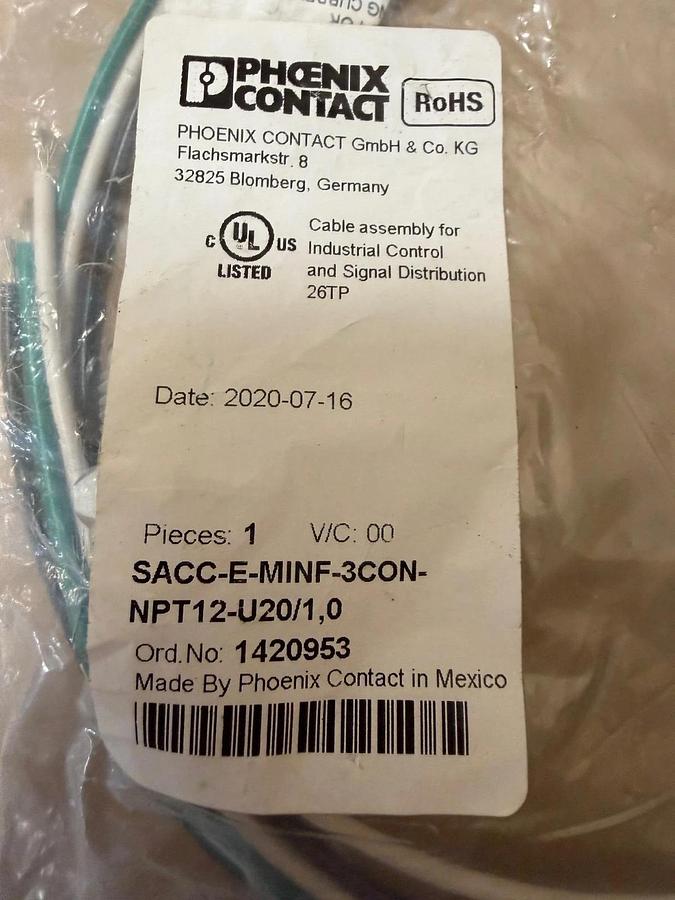 PHŒNIX
CONTACT
RoHS
PHOENIX CONTACT GmbH & Co. KG
Flachsmarkstr. 8
32825 Blomberg, Germany
C UL US
LISTED
Cable assembly for
Industrial Control
and Signal Distribution
26TP
Date: 2020-07-16
Pieces: 1 V/C: 00
SACC-E-MINF-3CON-
NPT12-U20/1,0
Ord.No: 1420953
Made By Phoenix Contact in Mexico